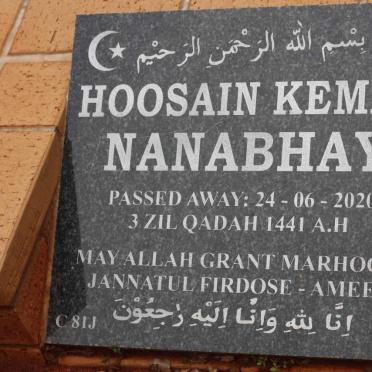 بِسْمِ اللهِ الرَّحْمٰنِ الرَّحِيْمِ
HOOSAIN KEM
NANABHAY
PASSED AWAY: 24 - 06 - 2020
3 ZIL QADAH 1441 A.H
MAY ALLAH GRANT MARHOO
JANNATUL FIRDOSE - AMEE
اِنَّا لِلّٰهِ وَاِنَّا اِلَيْهِ رٰجِعُوْنَ
C 81J